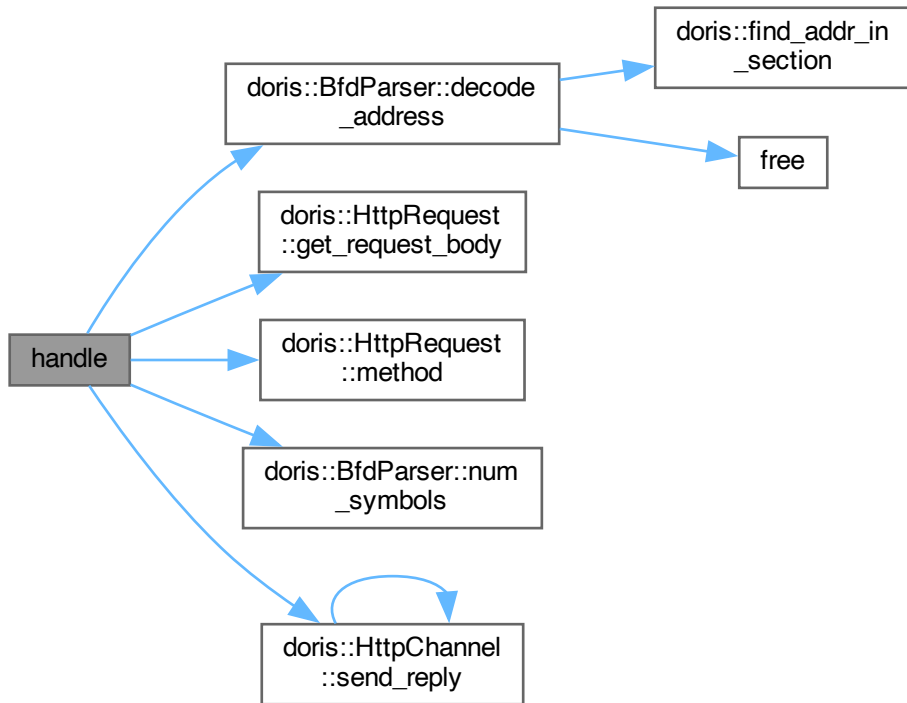 handle
doris::BfdParser::decode
_address
doris::find_addr_in
_section
free
doris::HttpRequest
::get_request_body
doris::HttpRequest
::method
doris::BfdParser::num
_symbols
doris::HttpChannel
::send_reply